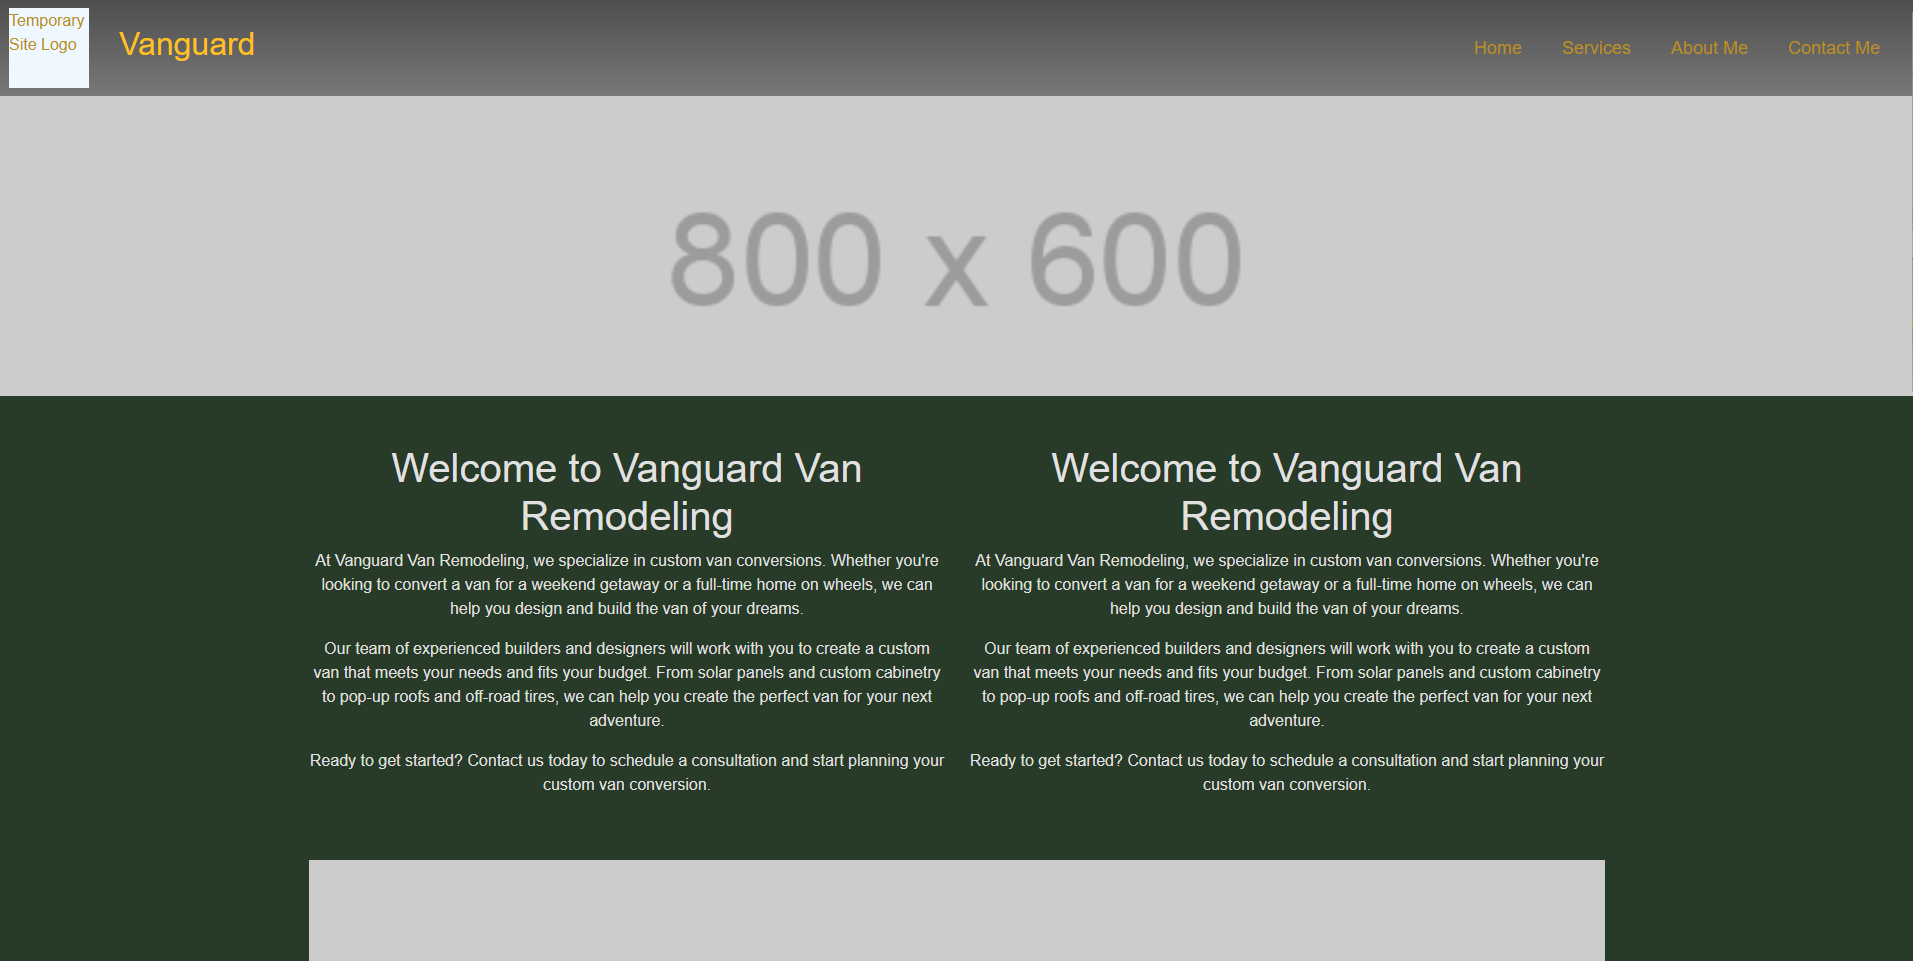 Temporary
Site Logo
Vanguard
Home Services About Me Contact Me
800 x 600
Welcome to Vanguard Van
Remodeling
At Vanguard Van Remodeling, we specialize in custom van conversions. Whether you're
looking to convert a van for a weekend getaway or a full-time home on wheels, we can
help you design and build the van of your dreams.
Our team of experienced builders and designers will work with you to create a custom
van that meets your needs and fits your budget. From solar panels and custom cabinetry
to pop-up roofs and off-road tires, we can help you create the perfect van for your next
adventure.
Ready to get started? Contact us today to schedule a consultation and start planning your
custom van conversion.
Welcome to Vanguard Van
Remodeling
At Vanguard Van Remodeling, we specialize in custom van conversions. Whether you're
looking to convert a van for a weekend getaway or a full-time home on wheels, we can
help you design and build the van of your dreams.
Our team of experienced builders and designers will work with you to create a custom
van that meets your needs and fits your budget. From solar panels and custom cabinetry
to pop-up roofs and off-road tires, we can help you create the perfect van for your next
adventure.
Ready to get started? Contact us today to schedule a consultation and start planning your
custom van conversion.